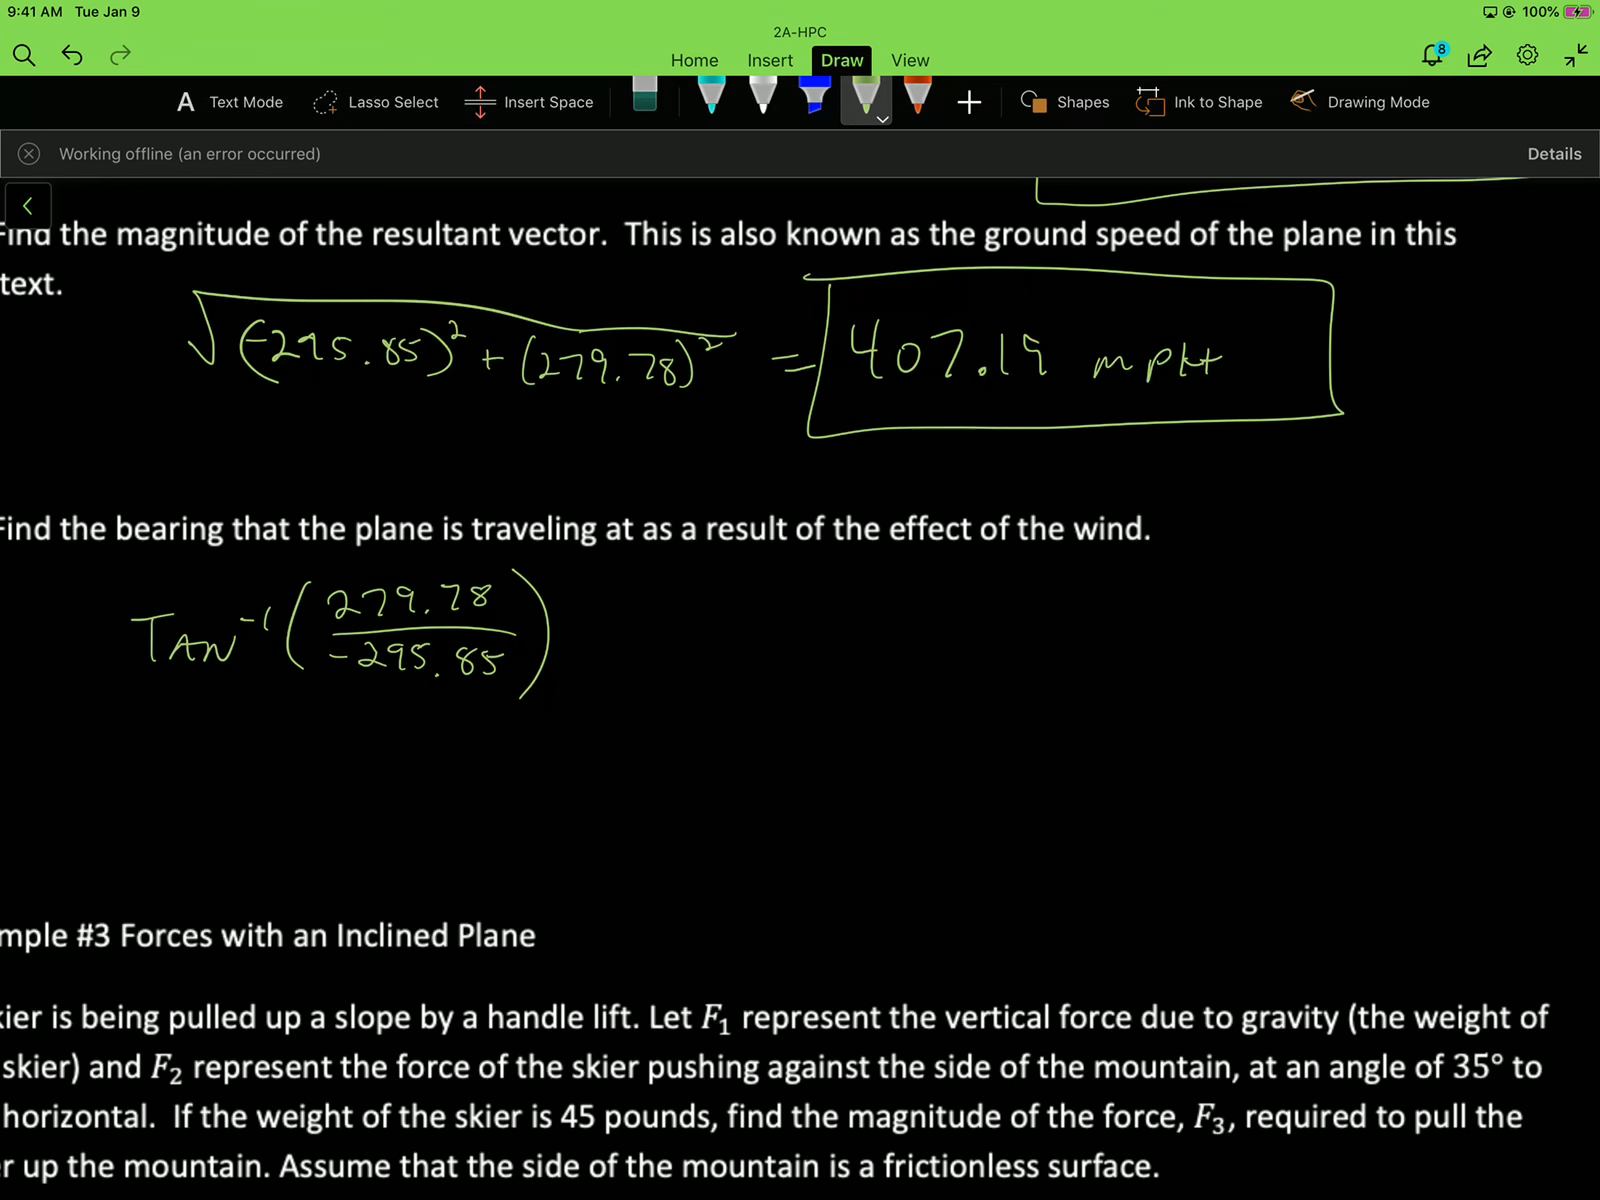 9:41 AM Tue Jan 9
100%
2A-HPC
Home Insert Draw View
8
Text Mode Lasso Select Insert Space Shapes Ink to Shape Drawing Mode
Working offline (an error occurred) Details
Find the magnitude of the resultant vector. This is also known as the ground speed of the plane in this
text.
√(-295.85)² + (279.78)² = 407.19 mph
Find the bearing that the plane is traveling at as a result of the effect of the wind.
TAN⁻¹(279.78/-295.85)
mple #3 Forces with an Inclined Plane
kier is being pulled up a slope by a handle lift. Let F₁ represent the vertical force due to gravity (the weight of
skier) and F₂ represent the force of the skier pushing against the side of the mountain, at an angle of 35° to
horizontal. If the weight of the skier is 45 pounds, find the magnitude of the force, F₃, required to pull the
r up the mountain. Assume that the side of the mountain is a frictionless surface.